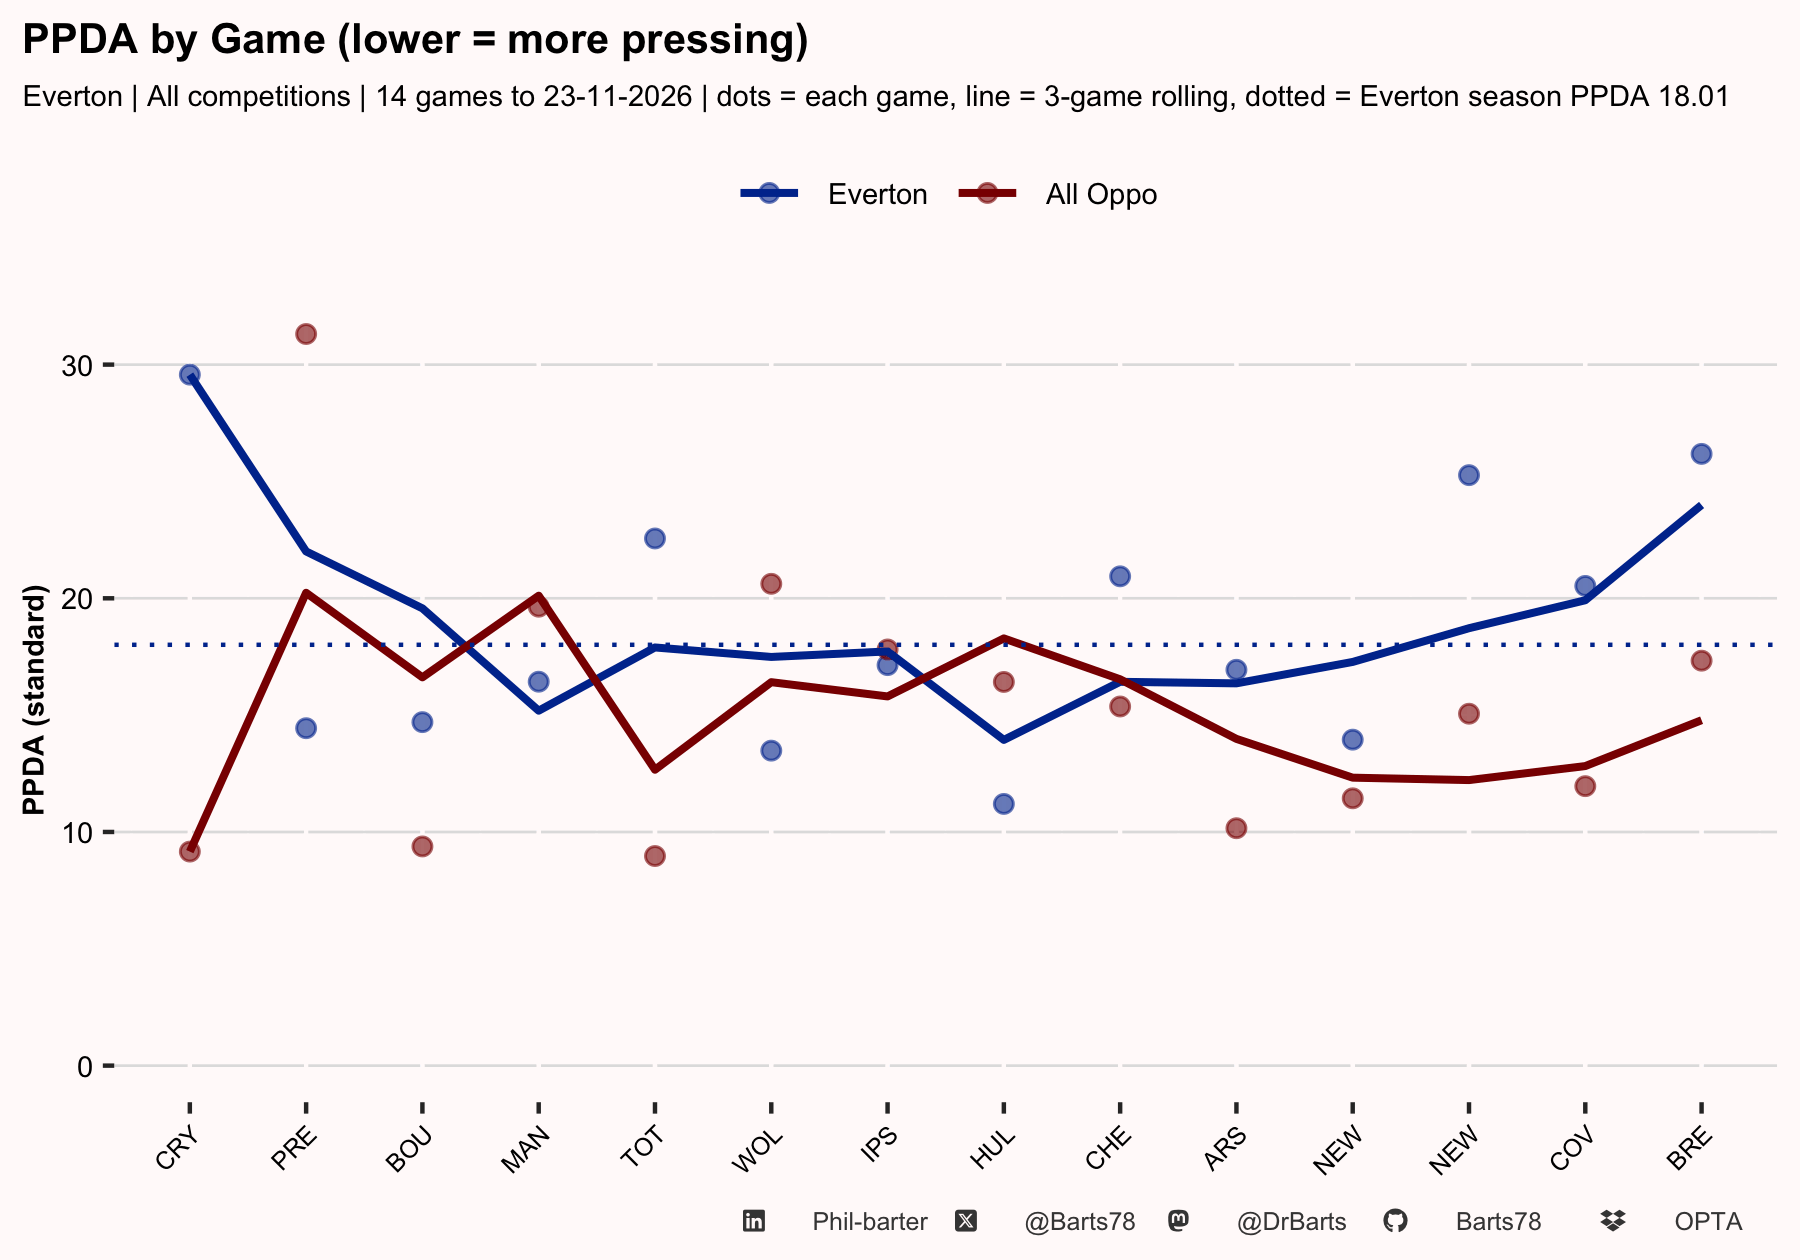 PPDA by Game (lower = more pressing)
Everton | All competitions | 14 games to 23-11-2026 | dots = each game, line = 3-game rolling, dotted = Everton season PPDA 18.01
Everton All Oppo
PPDA (standard)
30
20
10
0
CRY PRE BOU MAN TOT WOL IPS HUL CHE ARS NEW NEW COV BRE
Phil-barter @Barts78 @DrBarts Barts78 OPTA